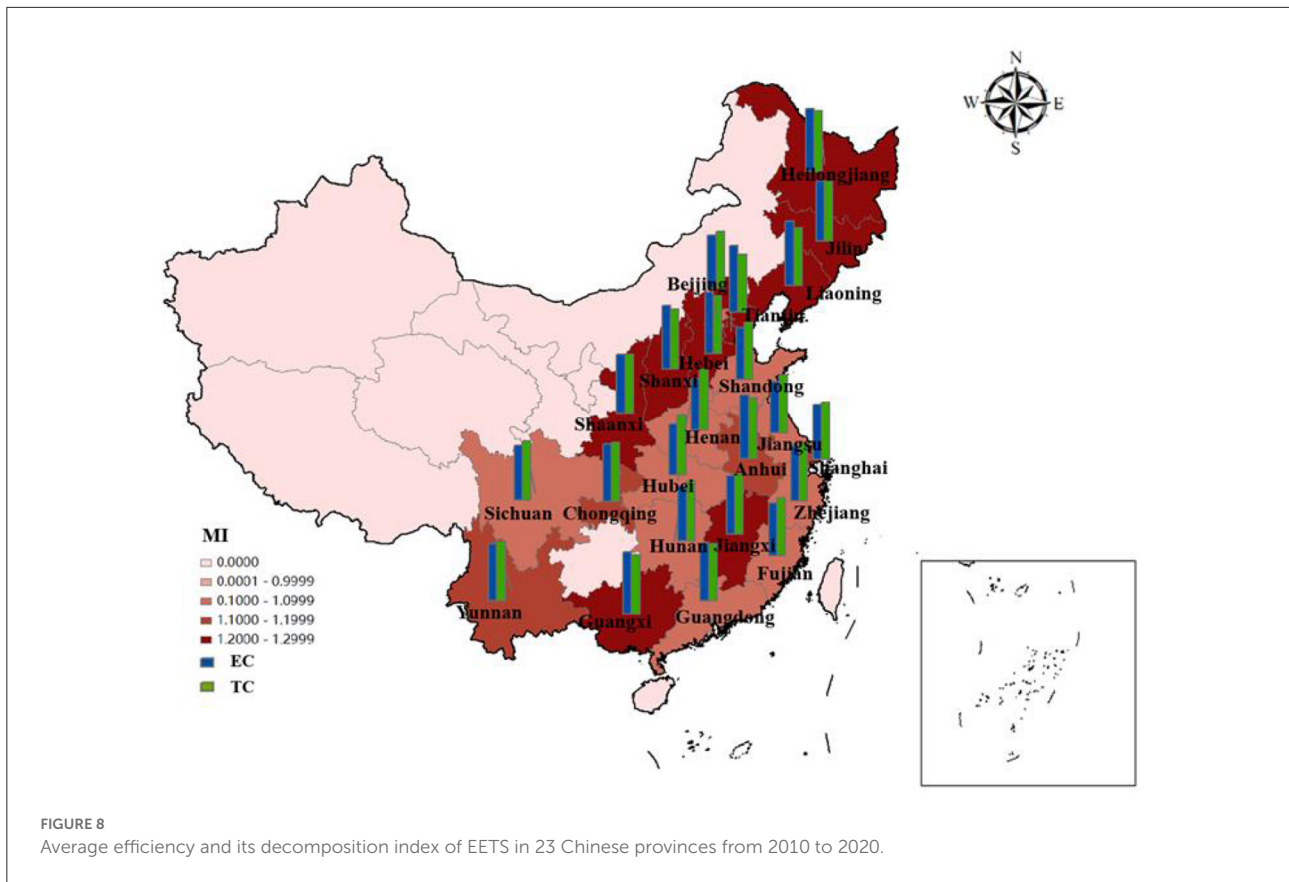 N
W
E
S
Heilongjiang
Jilin
Liaoning
Beijing
Tianjin
Hebei
Shanxi
Shandong
Shaanxi
Henan
Jiangsu
Anhui
Shanghai
Hubei
Sichuan
Chongqing
Zhejiang
Hunan
Jiangxi
Fujian
Yunnan
Guangxi
Guangdong
MI
0.0000
0.0001 - 0.9999
0.1000 - 1.0999
1.1000 - 1.1999
1.2000 - 1.2999
EC
TC
FIGURE 8
Average efficiency and its decomposition index of EETS in 23 Chinese provinces from 2010 to 2020.